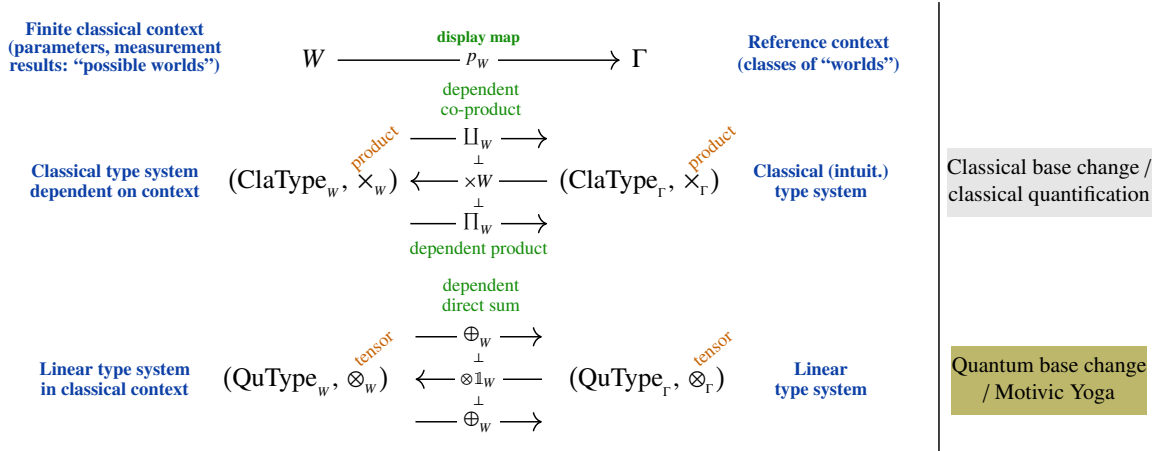 Finite classical context
(parameters, measurement
results: “possible worlds”)
W
display map
p_W
Γ
Reference context
(classes of “worlds”)
dependent
co-product
Classical type system
dependent on context
product
(ClaType_W, ×_W)
∐_W
⊥
×W
⊥
∏_W
dependent product
product
(ClaType_Γ, ×_Γ)
Classical (intuit.)
type system
Classical base change /
classical quantification
dependent
direct sum
Linear type system
in classical context
tensor
(QuType_W, ⊗_W)
⊕_W
⊥
⊗𝟙_W
⊥
⊕_W
tensor
(QuType_Γ, ⊗_Γ)
Linear
type system
Quantum base change
/ Motivic Yoga